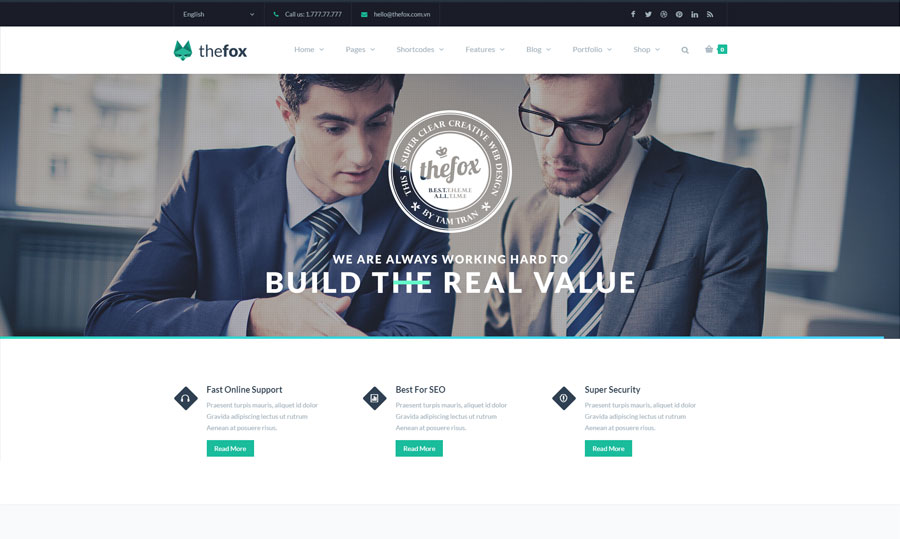 English
Call us: 1.777.77.777
hello@thefox.com.vn
thefox
Home
Pages
Shortcodes
Features
Blog
Portfolio
Shop
0
THIS IS SUPER CLEAR CREATIVE WEB DESIGN
thefox
B.E.S.T.T.H.E.M.E
A.L.L.T.I.M.E
BY TAM TRAN
WE ARE ALWAYS WORKING HARD TO
BUILD THE REAL VALUE
Fast Online Support
Praesent turpis mauris, aliquet id dolor
Gravida adipiscing lectus ut rutrum
Aenean at posuere risus.
Read More
Best For SEO
Praesent turpis mauris, aliquet id dolor
Gravida adipiscing lectus ut rutrum
Aenean at posuere risus.
Read More
Super Security
Praesent turpis mauris, aliquet id dolor
Gravida adipiscing lectus ut rutrum
Aenean at posuere risus.
Read More